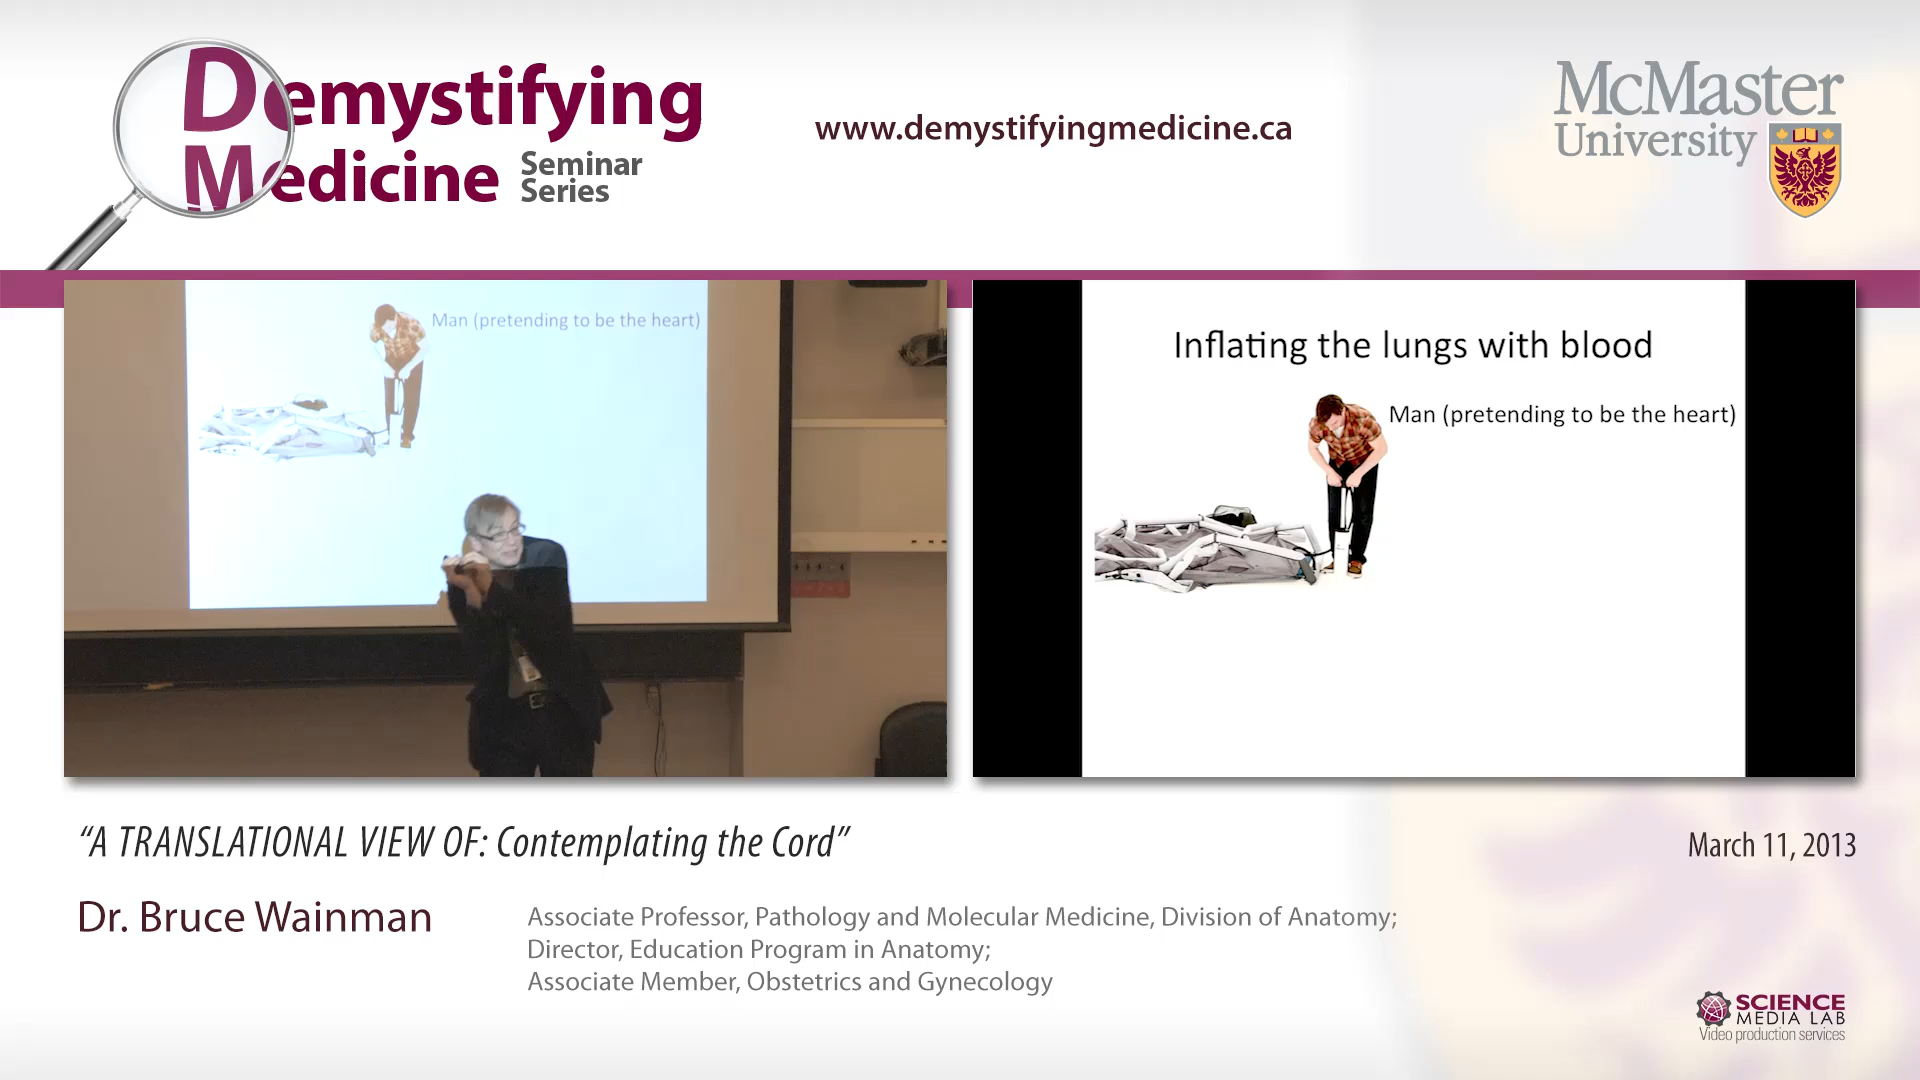 Demystifying
Medicine Seminar Series
www.demystifyingmedicine.ca
McMaster
University
Man (pretending to be the heart)
Inflating the lungs with blood
Man (pretending to be the heart)
“A TRANSLATIONAL VIEW OF: Contemplating the Cord”
March 11, 2013
Dr. Bruce Wainman
Associate Professor, Pathology and Molecular Medicine, Division of Anatomy;
Director, Education Program in Anatomy;
Associate Member, Obstetrics and Gynecology
SCIENCE
MEDIA LAB
Video production services